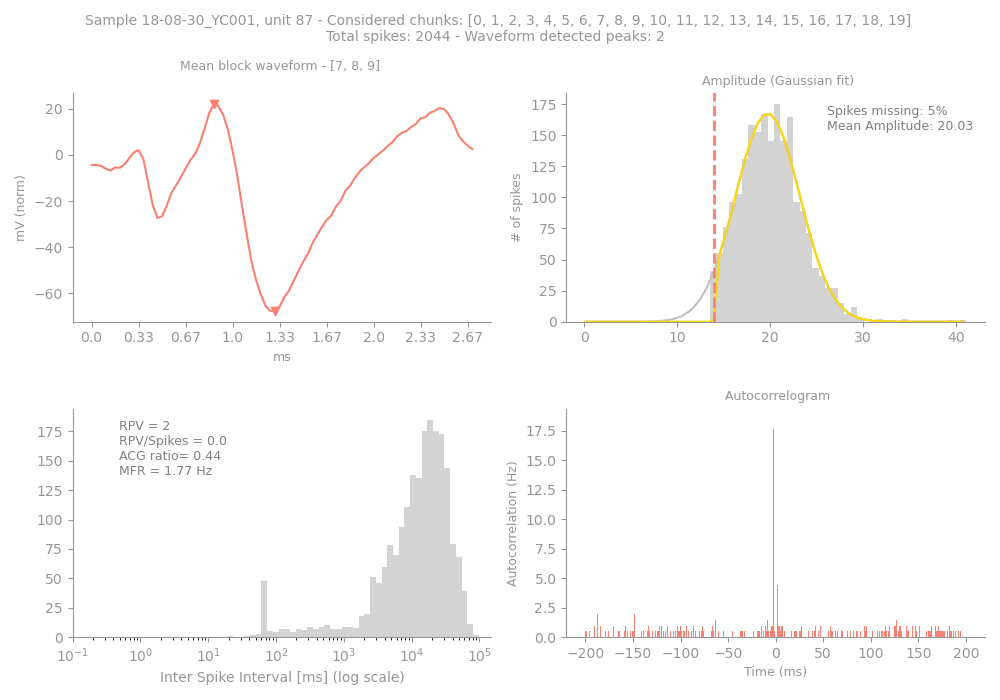 Sample 18-08-30_YC001, unit 87 - Considered chunks: [0, 1, 2, 3, 4, 5, 6, 7, 8, 9, 10, 11, 12, 13, 14, 15, 16, 17, 18, 19]
Total spikes: 2044 - Waveform detected peaks: 2
Mean block waveform - [7, 8, 9]
20
0
−20
−40
−60
mV (norm)
0.0 0.33 0.67 1.0 1.33 1.67 2.0 2.33 2.67
ms
Amplitude (Gaussian fit)
Spikes missing: 5%
Mean Amplitude: 20.03
175
150
125
100
75
50
25
0
# of spikes
0 10 20 30 40
RPV = 2
RPV/Spikes = 0.0
ACG ratio= 0.44
MFR = 1.77 Hz
175
150
125
100
75
50
25
0
10⁻¹ 10⁰ 10¹ 10² 10³ 10⁴ 10⁵
Inter Spike Interval [ms] (log scale)
Autocorrelogram
17.5
15.0
12.5
10.0
7.5
5.0
2.5
0.0
Autocorrelation (Hz)
−200 −150 −100 −50 0 50 100 150 200
Time (ms)